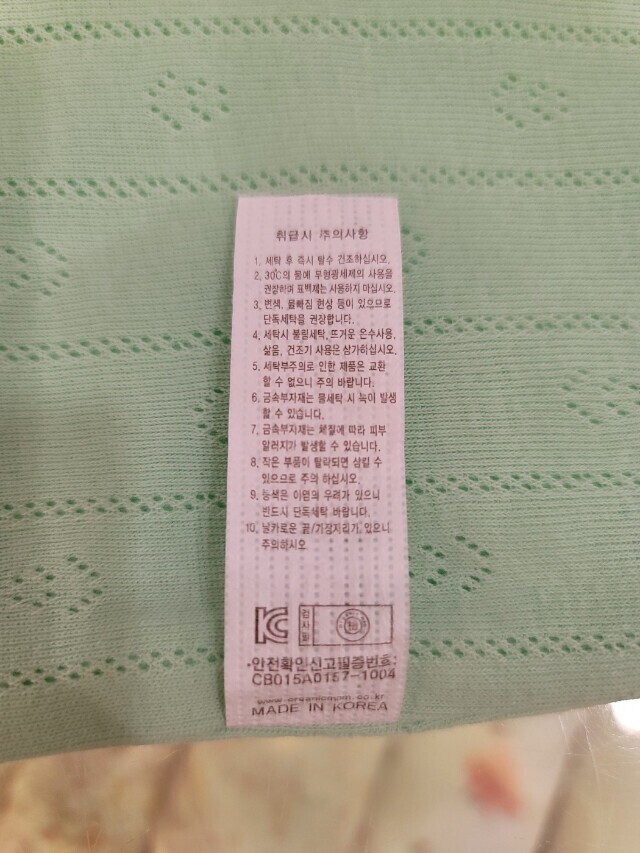 취급시 주의사항
1. 세탁 후 즉시 탈수 건조하십시오.
2. 30C의 물에 무형광세제의 사용을
권장하며 표백제는 사용하지 마십시오.
3. 변색, 물빠짐 현상 등이 있으므로
단독세탁을 권장합니다.
4. 세탁시 불림세탁, 뜨거운 온수사용,
삶음, 건조기 사용은 삼가하십시오.
5. 세탁부주의로 인한 제품은 교환
할 수 없으니 주의 바랍니다.
6. 금속부자재는 물세탁 시 녹이 발생
할 수 있습니다.
7. 금속부자재는 체질에 따라 피부
알러지가 발생할 수 있습니다.
8. 작은 부품이 탈락되면 삼킬 수
있으므로 주의 하십시오.
9. 농색은 이염의 우려가 있으니
반드시 단독세탁 바랍니다.
10. 날카로운 끝/가장자리가 있으니
주의하시오
KC 검사필
·안전확인신고필증번호:
CB015A0157-1004
www.organicmom.co.kr
MADE IN KOREA